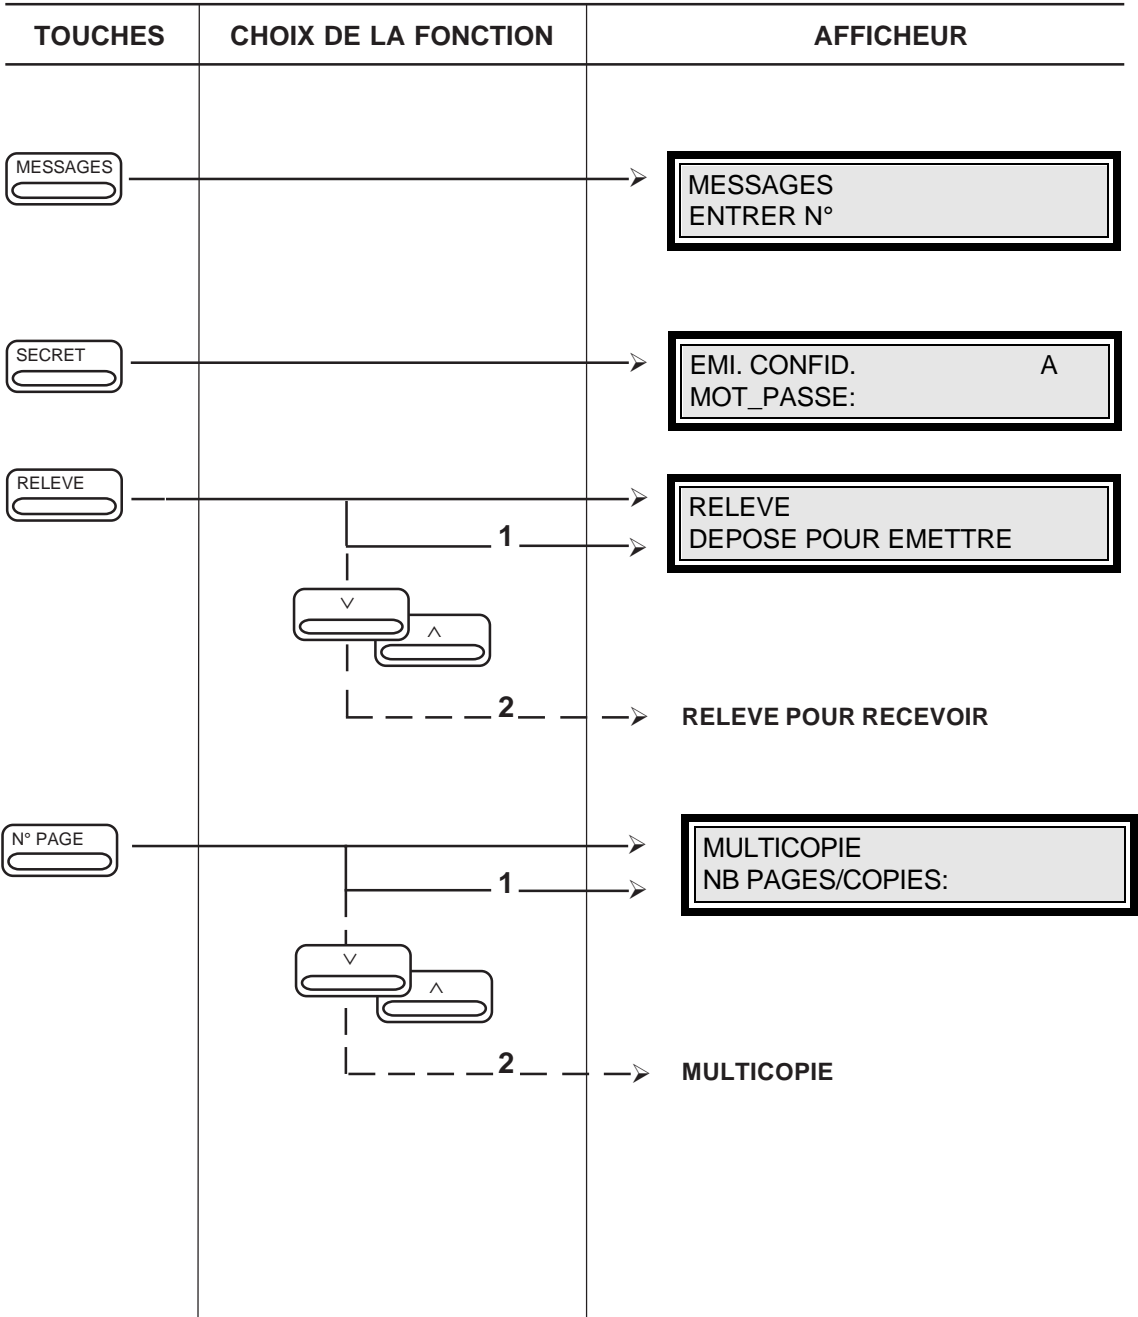 TOUCHES CHOIX DE LA FONCTION AFFICHEUR
MESSAGES
MESSAGES
ENTRER N°
SECRET
EMI. CONFID. A
MOT_PASSE:
RELEVE
RELEVE
1
DEPOSE POUR EMETTRE
∨
∧
2
RELEVE POUR RECEVOIR
N° PAGE
MULTICOPIE
1
NB PAGES/COPIES:
∨
∧
2
MULTICOPIE